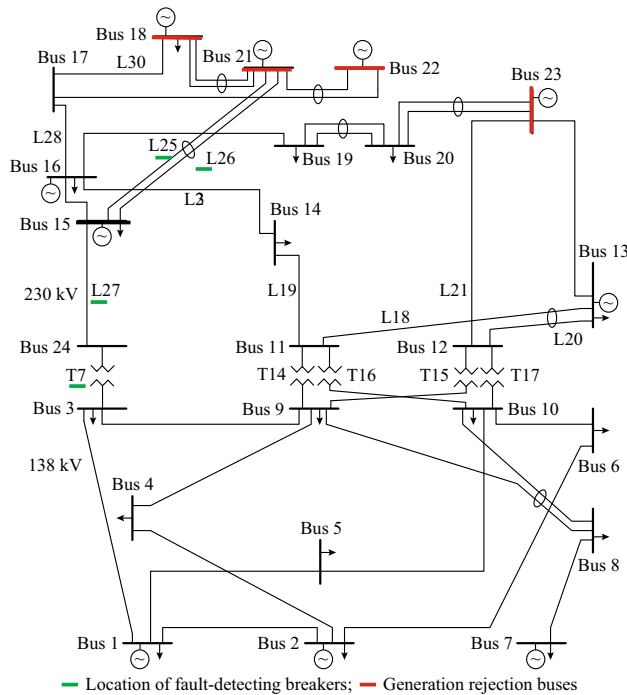 Bus 18
Bus 21
Bus 17
Bus 22
L30
Bus 23
L28
L25
L26
Bus 16
Bus 19
Bus 20
Bus 15
Bus 14
Bus 13
230 kV
L27
L19
L21
L18
L20
Bus 24
Bus 11
Bus 12
T7
T14
T16
T15
T17
Bus 3
Bus 9
Bus 10
138 kV
Bus 6
Bus 4
Bus 5
Bus 8
Bus 1
Bus 2
Bus 7
Location of fault-detecting breakers; Generation rejection buses